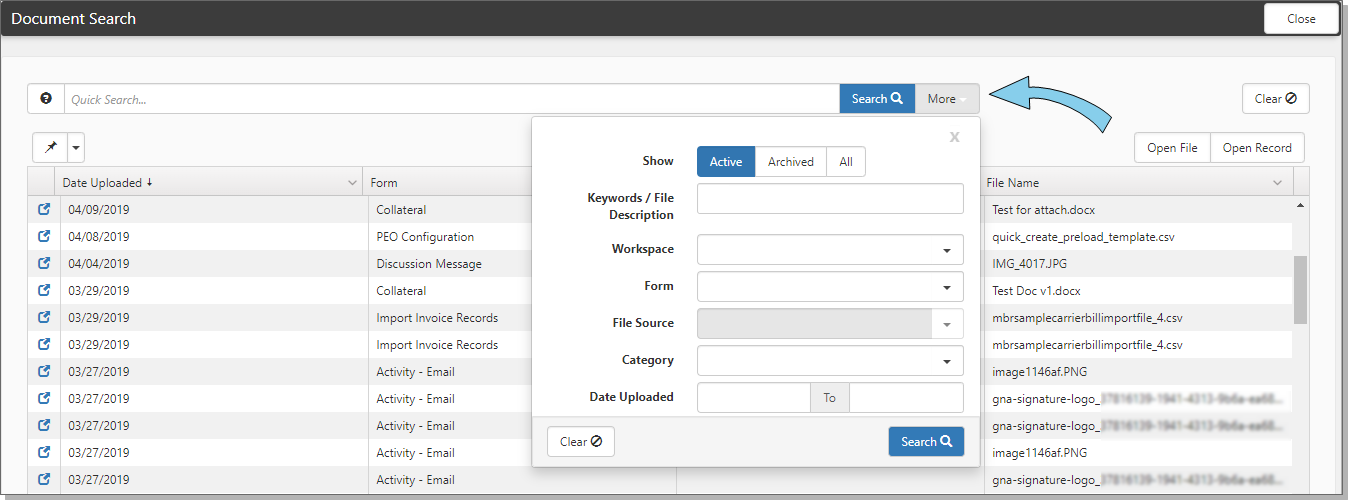 Document Search
Close
Quick Search...
Search
More
Clear
Open File
Open Record
Date Uploaded
Form
File Name
04/09/2019 Collateral Test for attach.docx
04/08/2019 PEO Configuration quick_create_preload_template.csv
04/04/2019 Discussion Message IMG_4017.JPG
03/29/2019 Collateral Test Doc v1.docx
03/29/2019 Import Invoice Records mbrsamplecarrierbillimportfile_4.csv
03/29/2019 Import Invoice Records mbrsamplecarrierbillimportfile_4.csv
03/27/2019 Activity - Email image1146af.PNG
03/27/2019 Activity - Email gna-signature-logo_
03/27/2019 Activity - Email gna-signature-logo_
03/27/2019 Activity - Email image1146af.PNG
03/27/2019 Activity - Email gna-signature-logo_
x
Show Active Archived All
Keywords / File
Description
Workspace
Form
File Source
Category
Date Uploaded To
Clear
Search